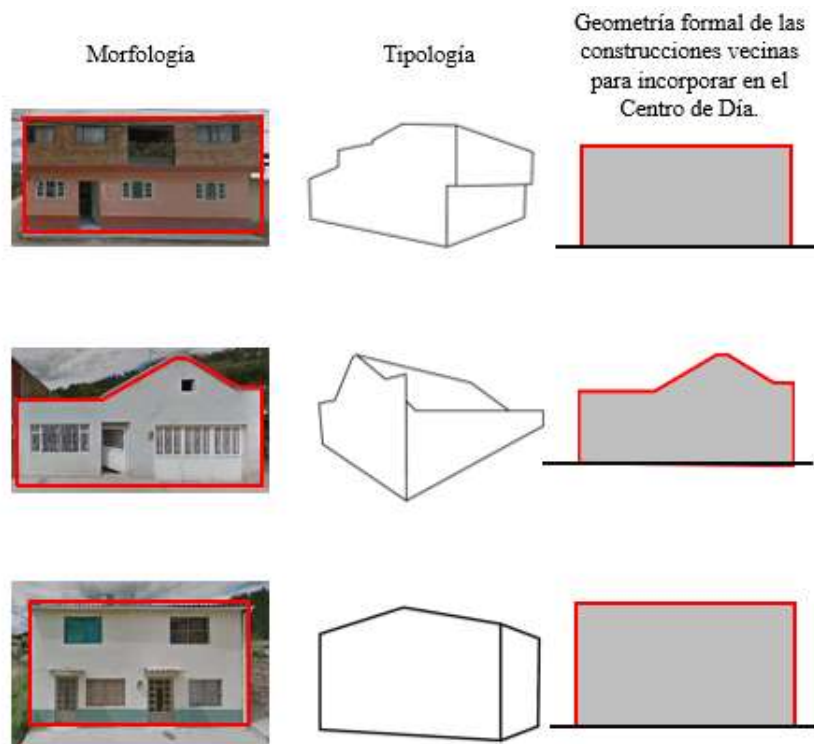 Morfología
Tipología
Geometría formal de las
construcciones vecinas
para incorporar en el
Centro de Día.